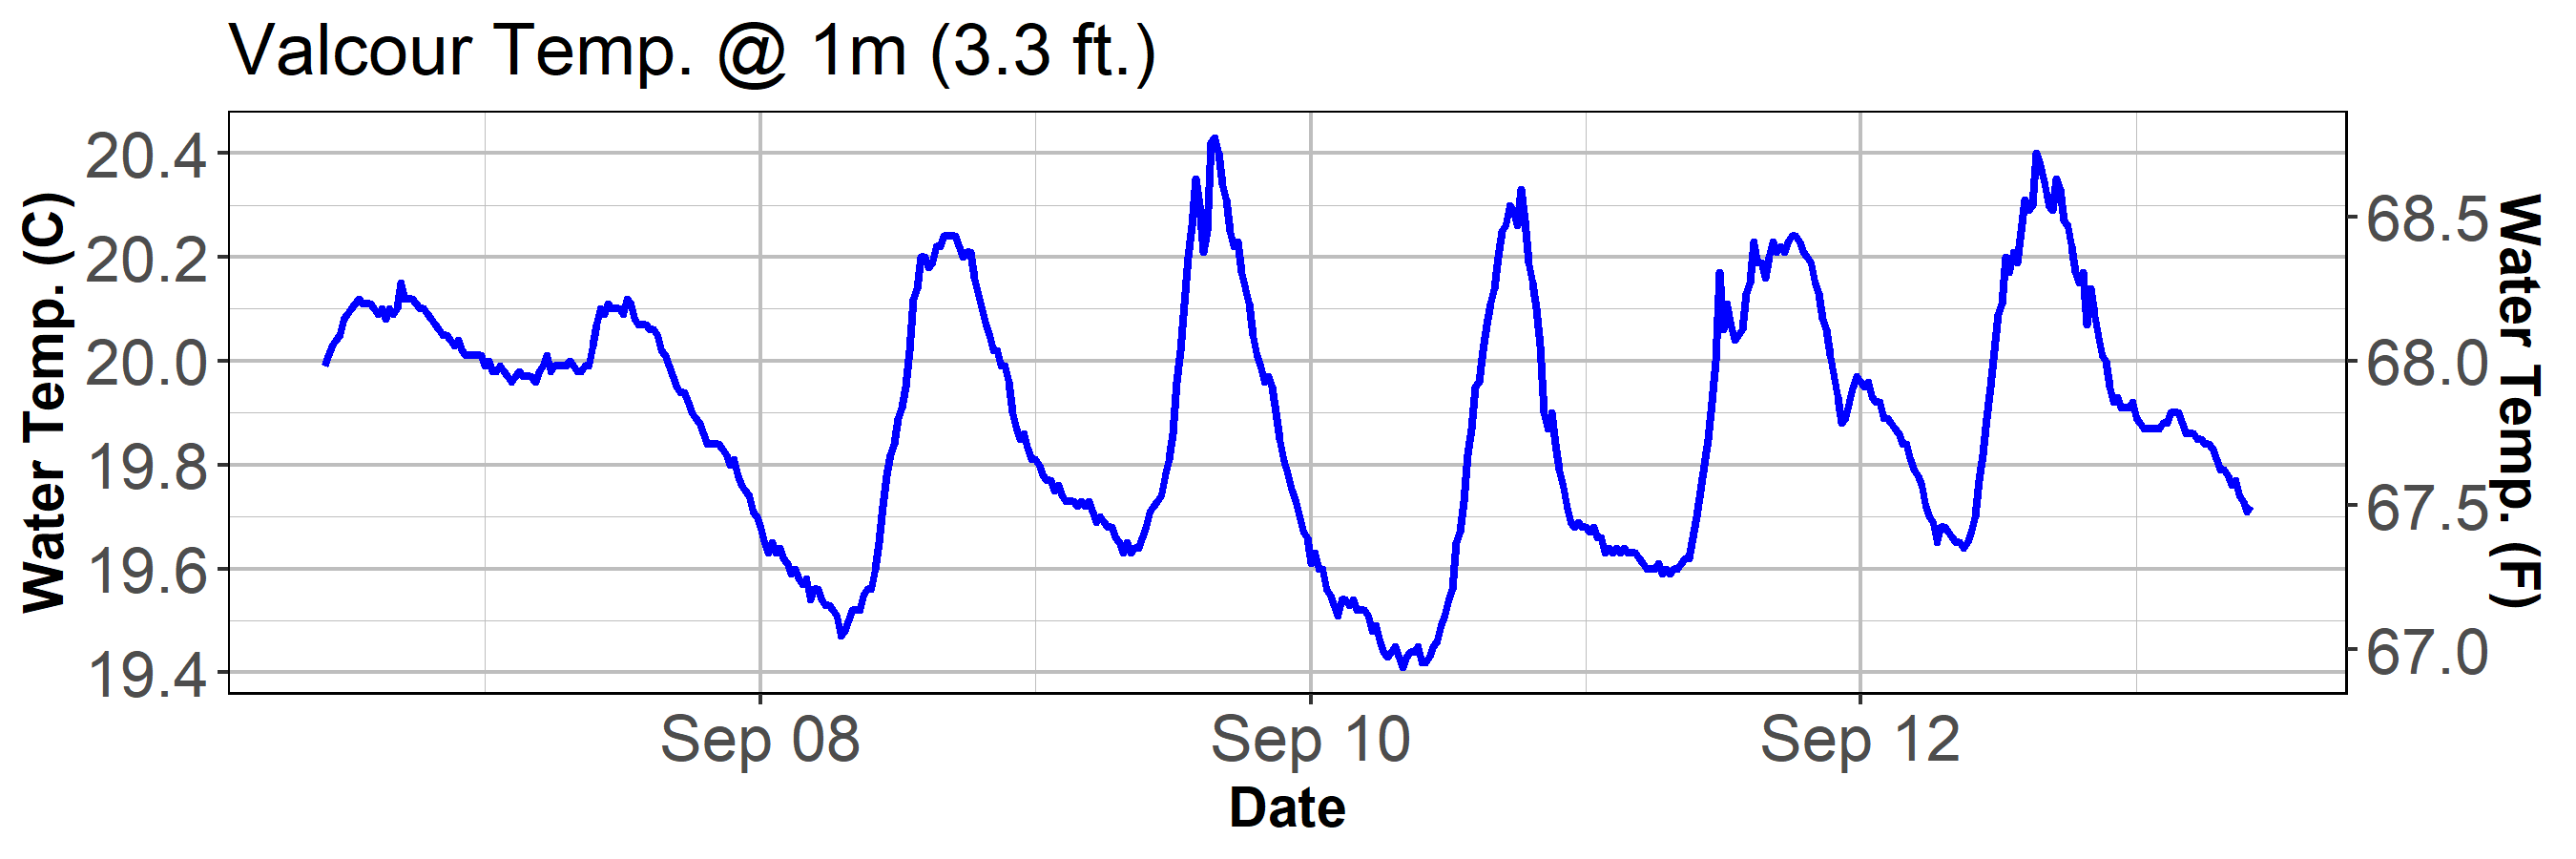 Valcour Temp. @ 1m (3.3 ft.)
Water Temp. (C)
20.4
20.2
20.0
19.8
19.6
19.4
68.5
68.0
67.5
67.0
Water Temp. (F)
Sep 08
Sep 10
Sep 12
Date